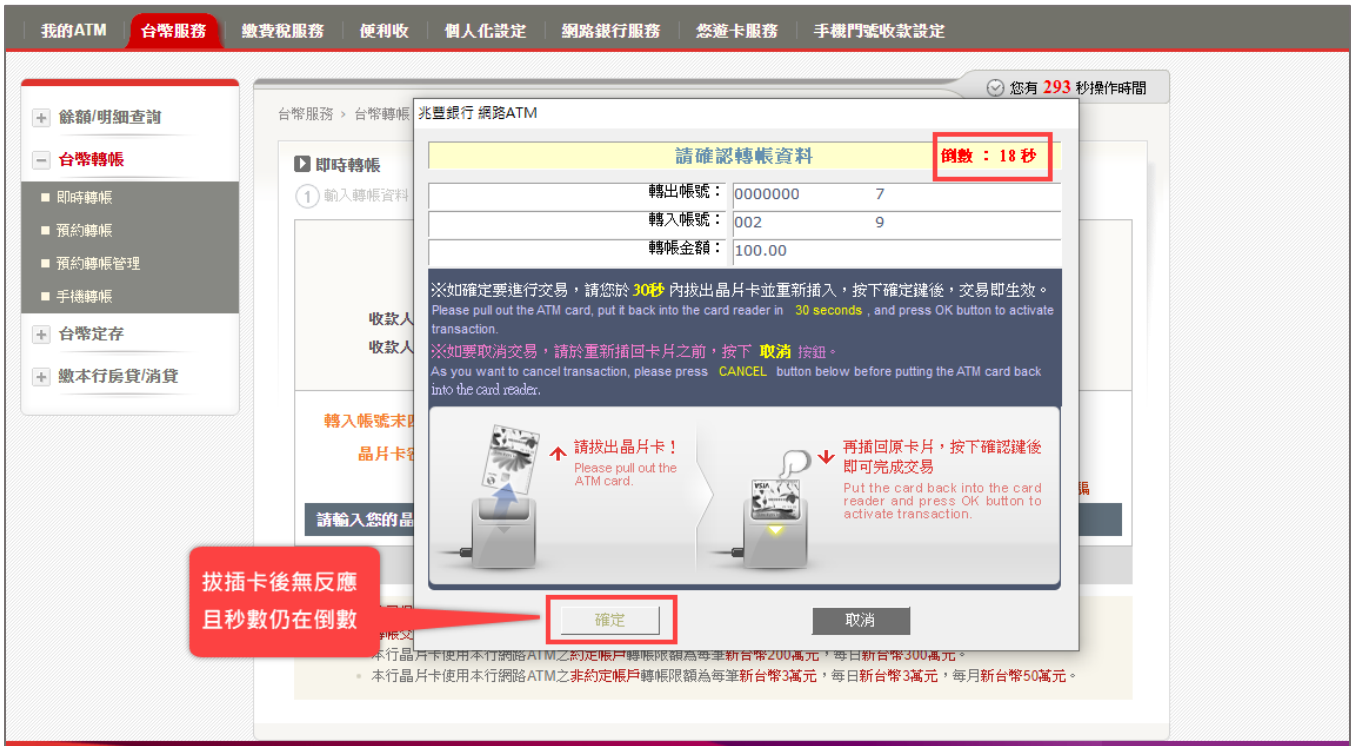 我的ATM 台幣服務 繳費稅服務 便利收 個人化設定 網路銀行服務 悠遊卡服務 手機門號收款設定
您有 293 秒操作時間
餘額/明細查詢
台幣轉帳
即時轉帳
預約轉帳
預約轉帳管理
手機轉帳
台幣定存
繳本行房貸/消貸
台幣服務 › 台幣轉帳
即時轉帳
1 輸入轉帳資料
收款人
收款人
轉入帳號末
晶片卡
請輸入您的晶
兆豐銀行 網路ATM
請確認轉帳資料
倒數 : 18 秒
轉出帳號: 0000000 7
轉入帳號: 002 9
轉帳金額: 100.00
※如確定要進行交易,請您於 30秒 內拔出晶片卡並重新插入,按下確定鍵後,交易即生效。
Please pull out the ATM card, put it back into the card reader in 30 seconds , and press OK button to activate
transaction.
※如要取消交易,請於重新插回卡片之前,按下 取消 按鈕。
As you want to cancel transaction, please press CANCEL button below before putting the ATM card back
into the card reader.
請拔出晶片卡!
Please pull out the
ATM card.
再插回原卡片,按下確認鍵後
即可完成交易
Put the card back into the card
reader and press OK button to
activate transaction.
VISA
騙
確定
取消
拔插卡後無反應
且秒數仍在倒數
轉帳交
本行晶片卡使用本行網路ATM之約定帳戶轉帳限額為每筆新台幣200萬元,每日新台幣300萬元。
本行晶片卡使用本行網路ATM之非約定帳戶轉帳限額為每筆新台幣3萬元,每日新台幣3萬元,每月新台幣50萬元。